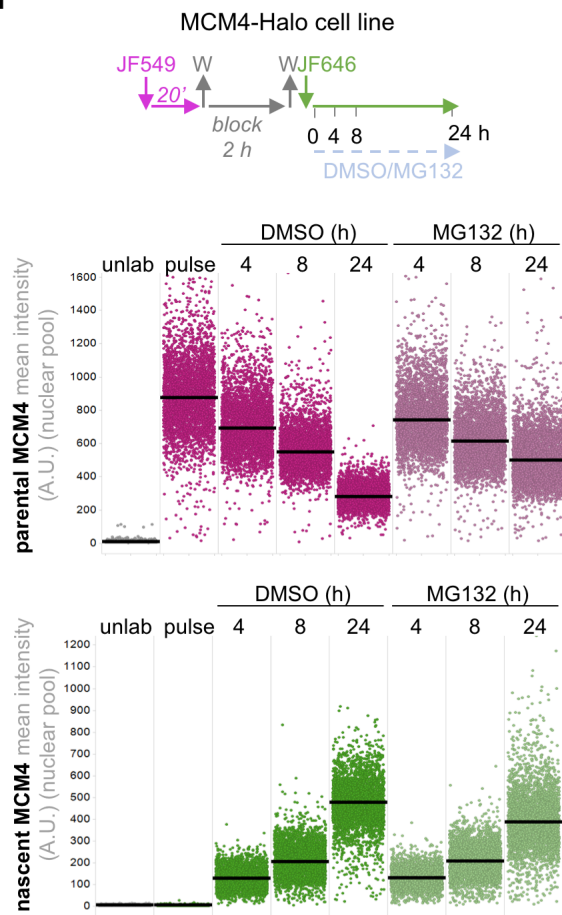 MCM4-Halo cell line
JF549 W W JF646
20'
block
2 h
0 4 8 24 h
DMSO/MG132
DMSO (h) MG132 (h)
unlab pulse 4 8 24 4 8 24
parental MCM4 mean intensity
(A.U.) (nuclear pool)
1600
1400
1200
1000
800
600
400
200
0
DMSO (h) MG132 (h)
unlab pulse 4 8 24 4 8 24
nascent MCM4 mean intensity
(A.U.) (nuclear pool)
1200
1100
1000
900
800
700
600
500
400
300
200
100
0